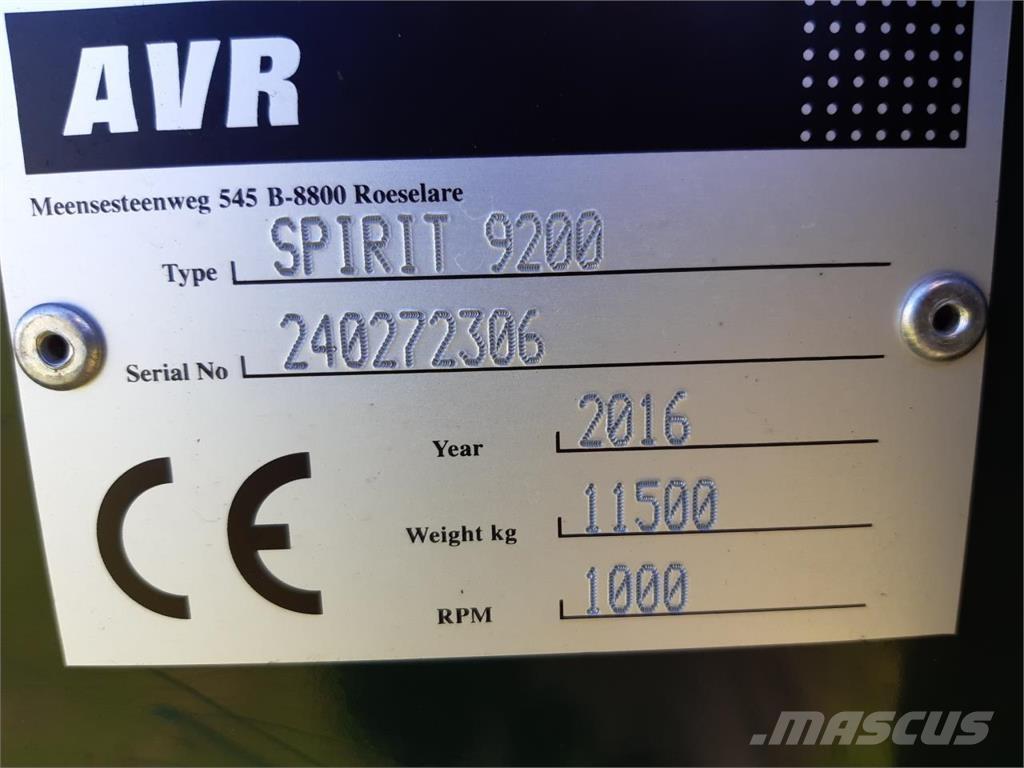 AVR
Meensesteenweg 545 B-8800 Roeselare
Type SPIRIT 9200
Serial No 240272306
Year 2016
Weight kg 11500
RPM 1000
CE
MASCUS